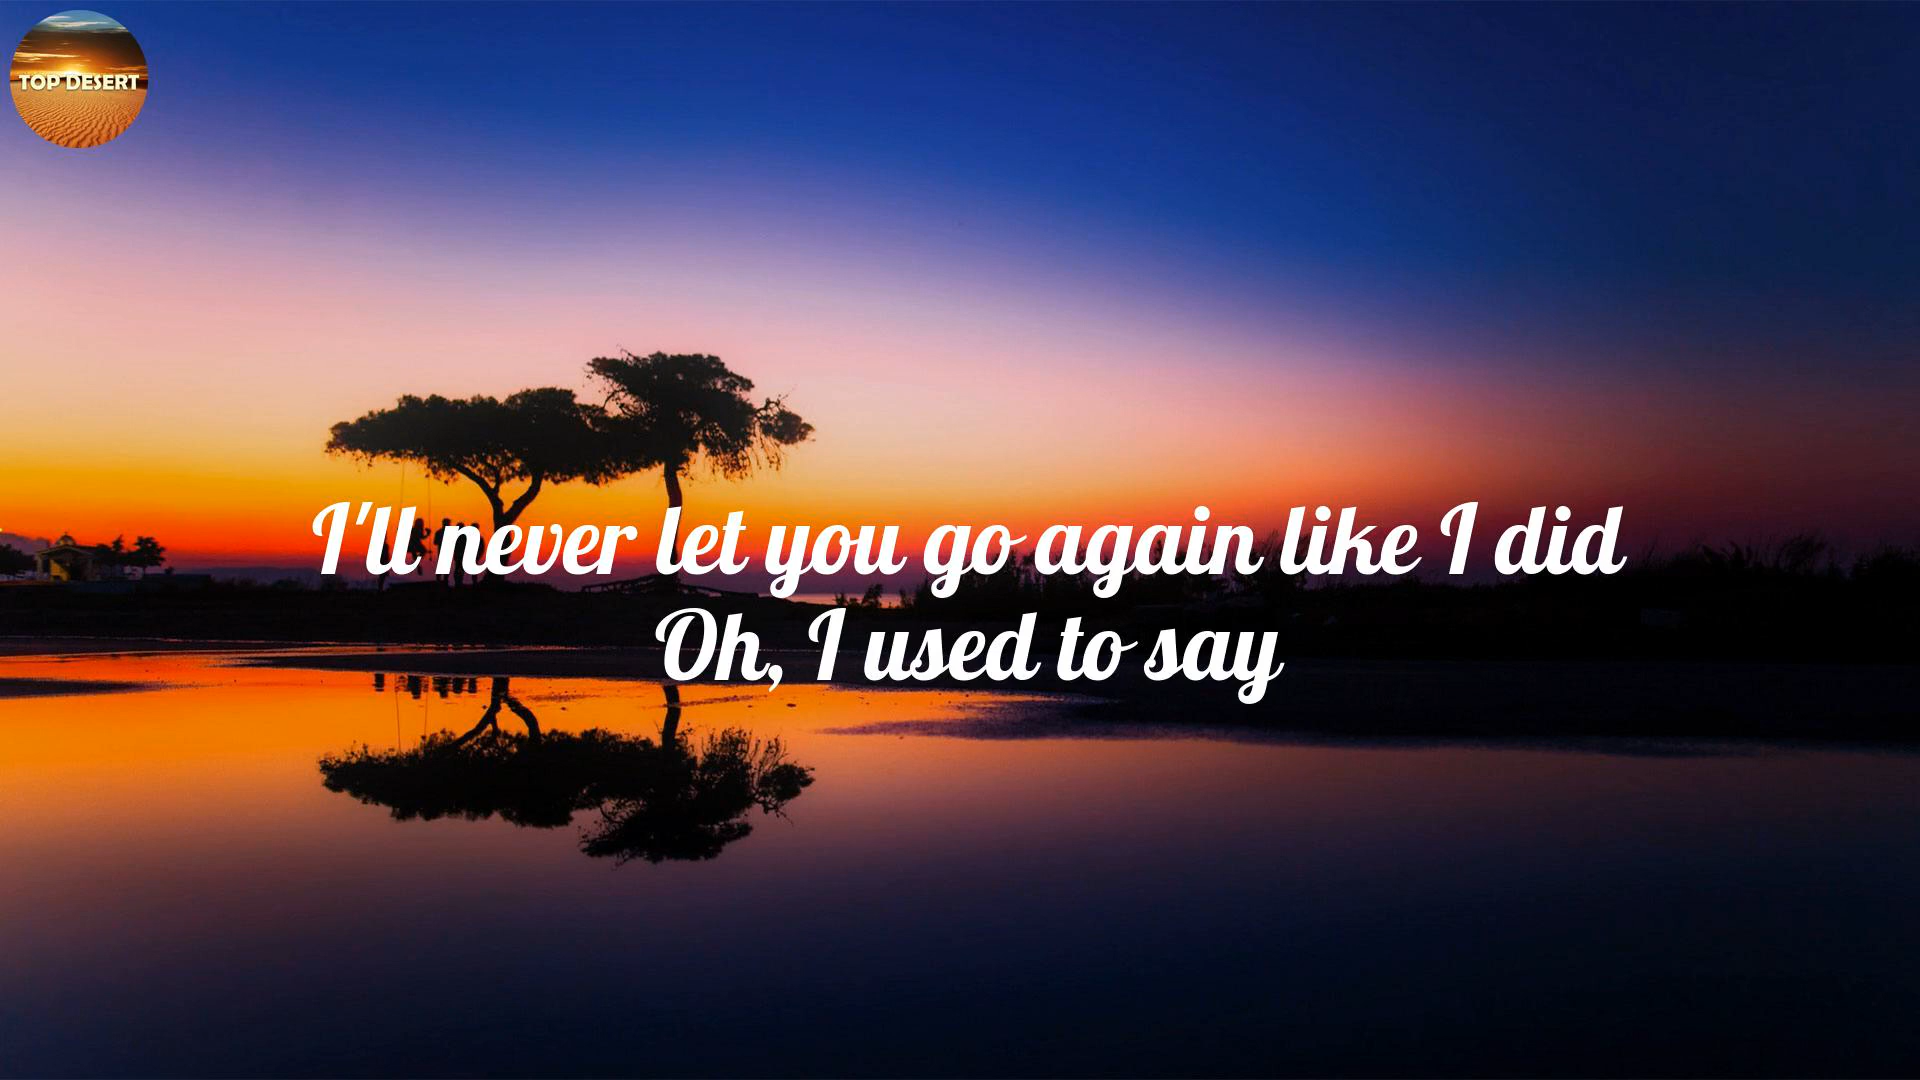 TOP DESERT
I'll never let you go again like I did
Oh, I used to say